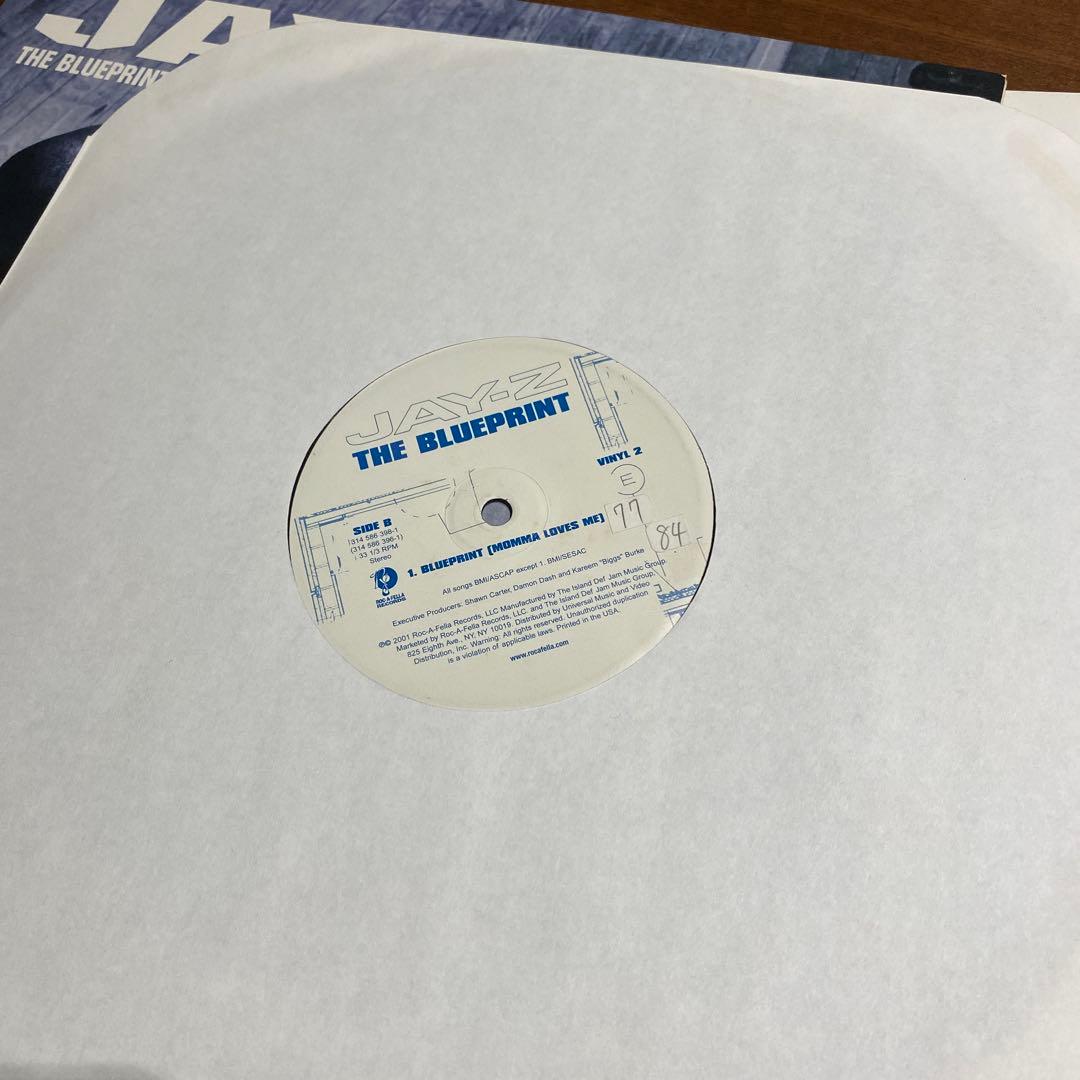 JAY
THE BLUEPRINT
JAY-Z
THE BLUEPRINT
VINYL 2
E
77
84
SIDE B
314 586 398-1
(314 586 396-1)
33 1/3 RPM
Stereo
ROC-A-FELLA
RECORDS
1. BLUEPRINT (MOMMA LOVES ME)
All songs BMI/ASCAP except 1. BMI/SESAC
Executive Producers: Shawn Carter, Damon Dash and Kareem "Biggs" Burke
℗© 2001 Roc-A-Fella Records, LLC Manufactured by The Island Def Jam Music Group.
Marketed by Roc-A-Fella Records, LLC. and The Island Def Jam Music Group,
825 Eighth Ave., NY, NY 10019. Distributed by Universal Music and Video
Distribution, Inc. Warning: All rights reserved. Unauthorized duplication
is a violation of applicable laws. Printed in the USA.
www.rocafella.com